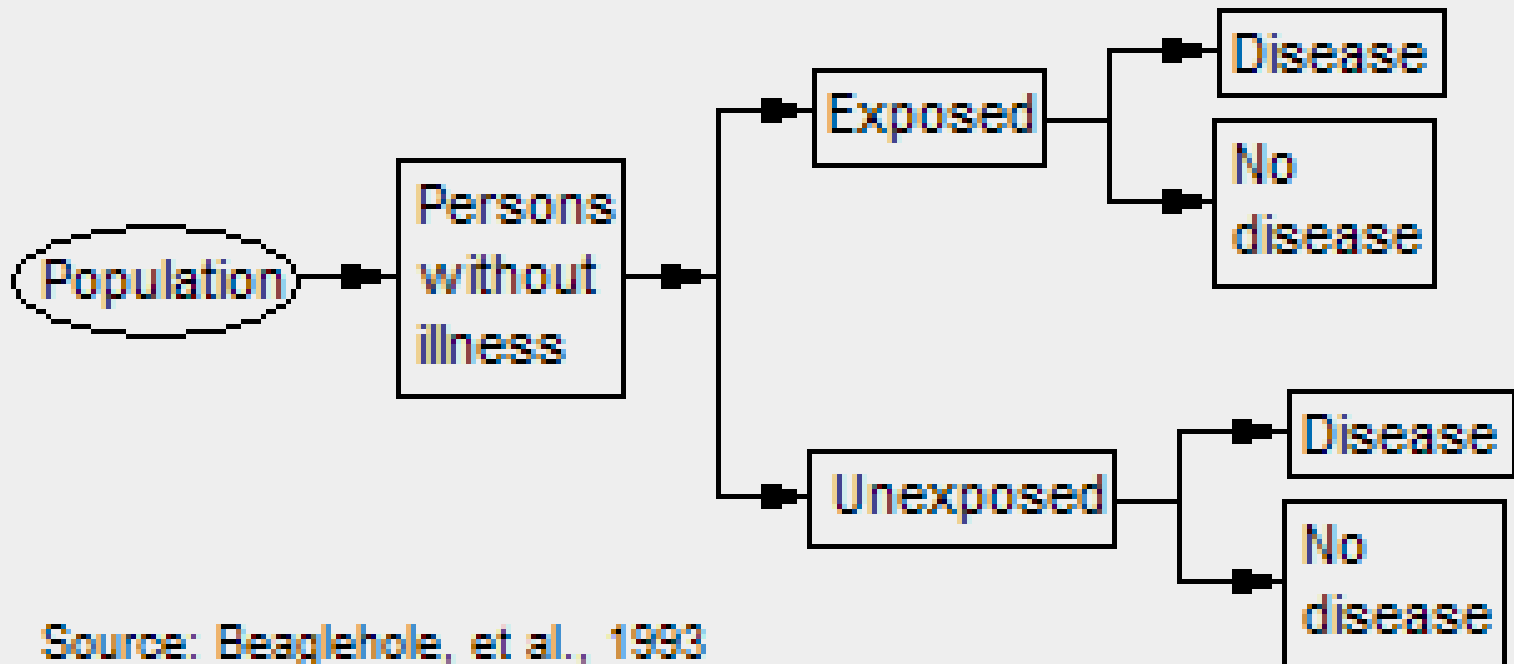 Population
Persons
without
illness
Exposed
Disease
No
disease
Unexposed
Disease
No
disease
Source: Beaglehole, et al., 1993